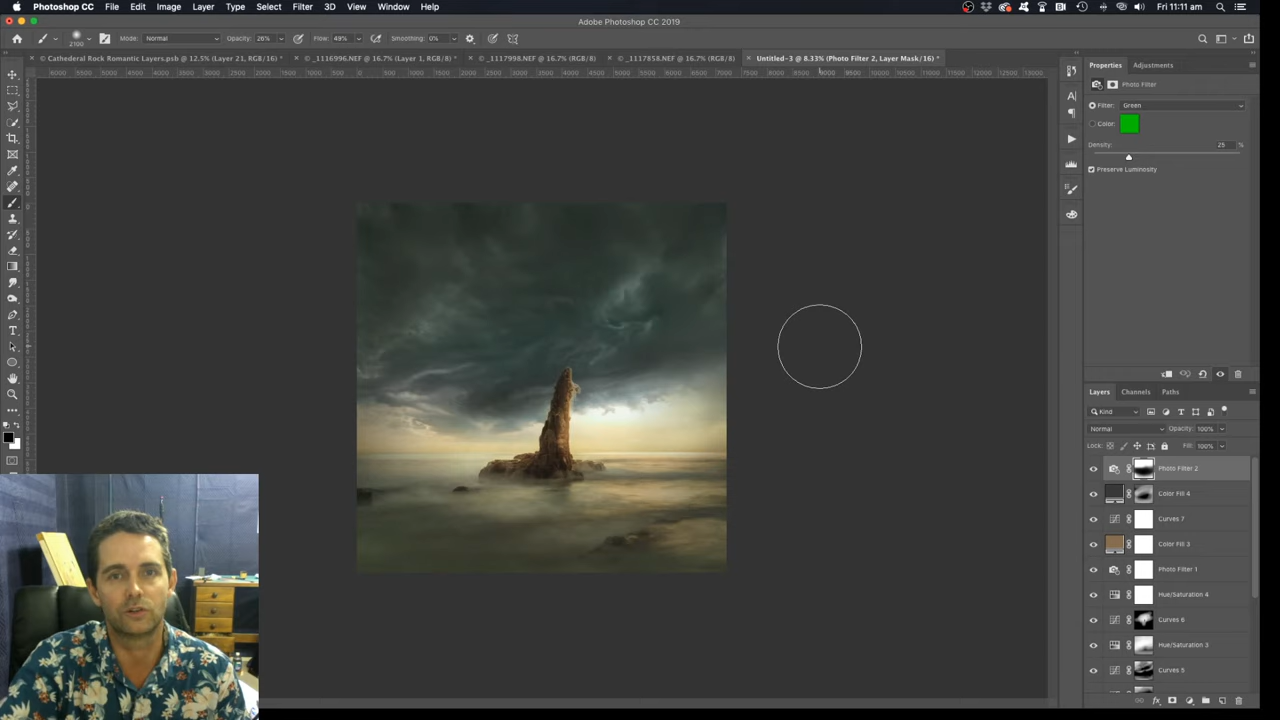 Photoshop CC File Edit Image Layer Type Select Filter 3D View Window Help Fri 11:11 am
Adobe Photoshop CC 2019
2100 Mode: Normal Opacity: 26% Flow: 49% Smoothing: 0%
× © Cathederal Rock Romantic Layers.psb @ 12.5% (Layer 21, RGB/16) * × © _1116996.NEF @ 16.7% (Layer 1, RGB/8) * × _1117998.NEF @ 16.7% (RGB/8) × _1117858.NEF @ 16.7% (RGB/8) × Untitled-3 @ 8.33% (Photo Filter 2, Layer Mask/16) *
Properties Adjustments
Photo Filter
Filter: Green
Color:
Density: 25 %
Preserve Luminosity
Layers Channels Paths
Kind
Normal Opacity: 100%
Lock: Fill: 100%
Photo Filter 2
Color Fill 4
Curves 7
Color Fill 3
Photo Filter 1
Hue/Saturation 4
Curves 6
Hue/Saturation 3
Curves 5